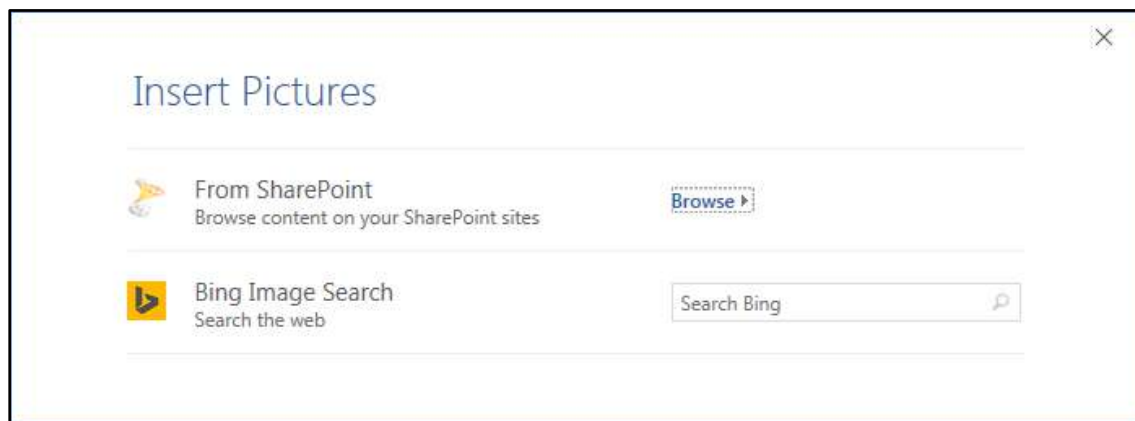 Insert Pictures
From SharePoint
Browse content on your SharePoint sites
Browse
Bing Image Search
Search the web
Search Bing